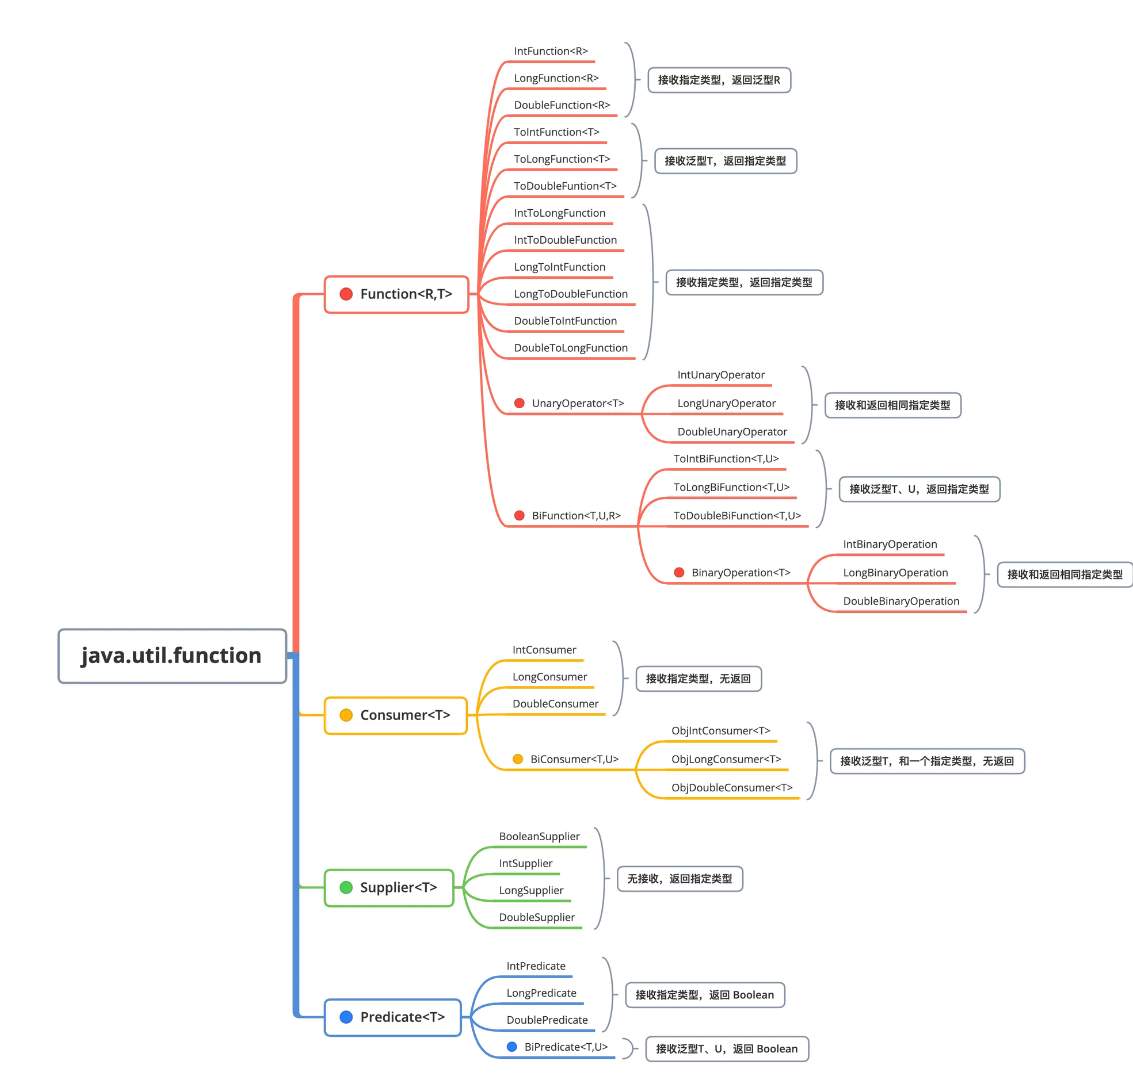 java.util.function
Function<R,T>
IntFunction<R>
LongFunction<R>
DoubleFunction<R>
接收指定类型，返回泛型R
ToIntFunction<T>
ToLongFunction<T>
ToDoubleFuntion<T>
接收泛型T，返回指定类型
IntToLongFunction
IntToDoubleFunction
LongToIntFunction
LongToDoubleFunction
DoubleToIntFunction
DoubleToLongFunction
接收指定类型，返回指定类型
UnaryOperator<T>
IntUnaryOperator
LongUnaryOperator
DoubleUnaryOperator
接收和返回相同指定类型
BiFunction<T,U,R>
ToIntBiFunction<T,U>
ToLongBiFunction<T,U>
ToDoubleBiFunction<T,U>
接收泛型T、U，返回指定类型
BinaryOperation<T>
IntBinaryOperation
LongBinaryOperation
DoubleBinaryOperation
接收和返回相同指定类型
Consumer<T>
IntConsumer
LongConsumer
DoubleConsumer
接收指定类型，无返回
BiConsumer<T,U>
ObjIntConsumer<T>
ObjLongConsumer<T>
ObjDoubleConsumer<T>
接收泛型T，和一个指定类型，无返回
Supplier<T>
BooleanSupplier
IntSupplier
LongSupplier
DoubleSupplier
无接收，返回指定类型
Predicate<T>
IntPredicate
LongPredicate
DoublePredicate
接收指定类型，返回 Boolean
BiPredicate<T,U>
接收泛型T、U，返回 Boolean